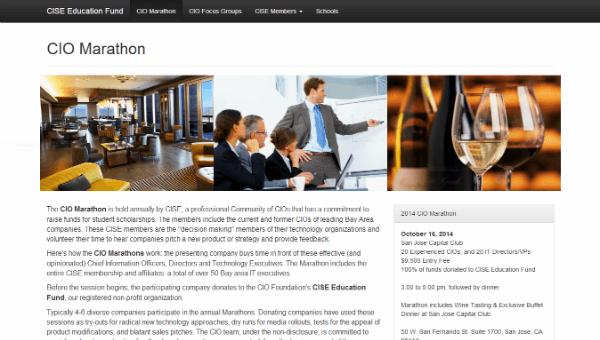 CISE Education Fund CIO Marathon CIO Focus Groups CISE Members Schools
CIO Marathon
The CIO Marathon is held annually by CISE, a professional Community of CIOs that has a commitment to
raise funds for student scholarships. The members include the current and former CIOs of leading Bay Area
companies. These CISE members are the "decision making" members of their technology organizations and
volunteer their time to hear companies pitch a new product or strategy and provide feedback.
Here's how the CIO Marathons work: the presenting company buys time in front of these effective (and
opinionated) Chief Information Officers, Directors and Technology Executives. The Marathon includes the
entire CISE membership and affiliates: a total of over 50 Bay area IT executives.
Before the session begins, the participating company donates to the CIO Foundation's CISE Education
Fund, our registered non-profit organization.
Typically 4-6 diverse companies participate in the annual Marathons. Donating companies have used these
sessions as try-outs for radical new technology approaches, dry runs for media rollouts, tests for the appeal of
product modifications, and blatant sales pitches. The CIO team, under the non-disclosure, is committed to
2014 CIO Marathon
October 16, 2014
San Jose Capital Club
20 Experienced CIOs, and 20 IT Directors/VPs
$9,500 Entry Fee
100% of funds donated to CISE Education Fund
3:00 to 6:00 pm, followed by dinner
Marathon includes Wine Tasting & Exclusive Buffet
Dinner at San Jose Capital Club
50 W. San Fernando St. Suite 1700, San Jose, CA